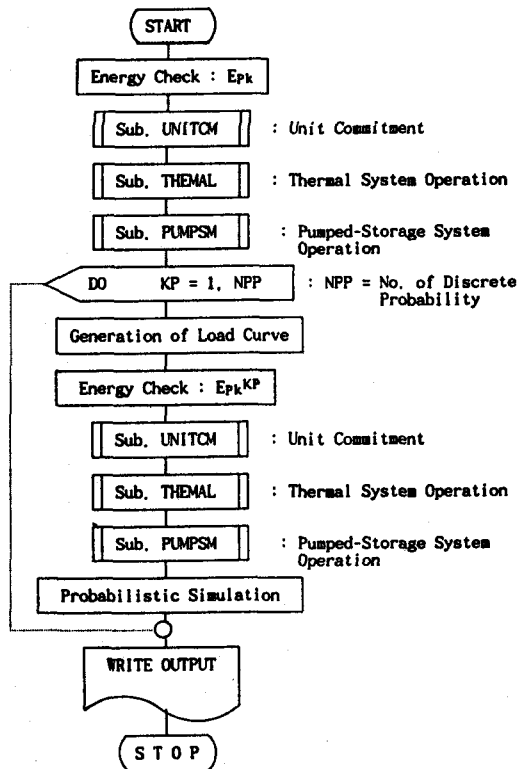 START
Energy Check : EPk
Sub. UNITCM : Unit Commitment
Sub. THEMAL : Thermal System Operation
Sub. PUMPSM : Pumped-Storage System
Operation
DO KP = 1, NPP : NPP = No. of Discrete
Probability
Generation of Load Curve
Energy Check : EPk^KP
Sub. UNITCM : Unit Commitment
Sub. THEMAL : Thermal System Operation
Sub. PUMPSM : Pumped-Storage System
Operation
Probabilistic Simulation
WRITE OUTPUT
S T O P